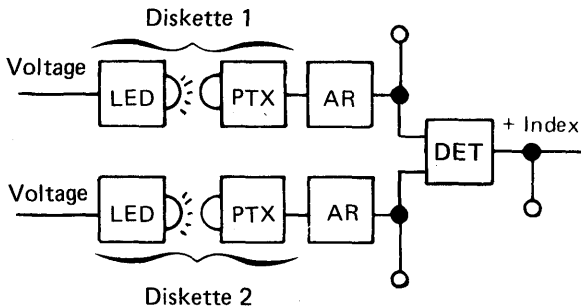 Diskette 1
Voltage
LED
PTX
AR
+ Index
DET
Voltage
LED
PTX
AR
Diskette 2